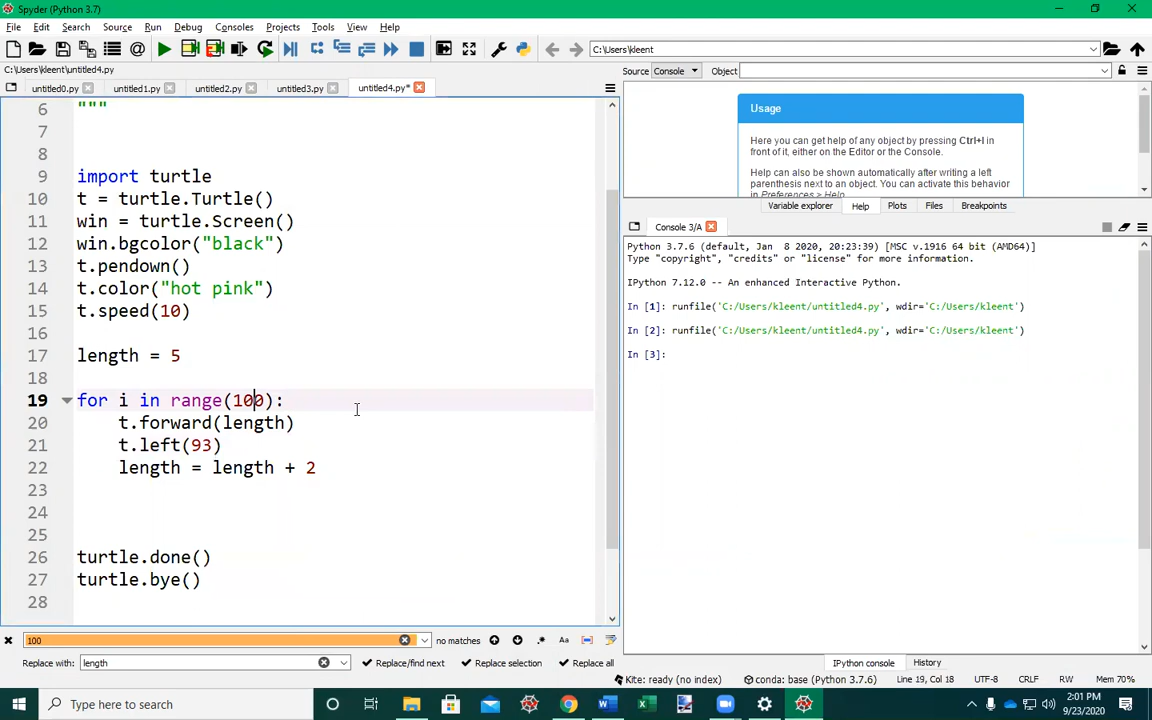 Spyder (Python 3.7)
File Edit Search Source Run Debug Consoles Projects Tools View Help
C:\Users\kleent
C:\Users\kleent\untitled4.py
Source Console Object
untitled0.py untitled1.py untitled2.py untitled3.py untitled4.py*
Usage
Here you can get help of any object by pressing Ctrl+I in
front of it, either on the Editor or the Console.
Help can also be shown automatically after writing a left
parenthesis next to an object. You can activate this behavior
in Preferences > Help.
Variable explorer Help Plots Files Breakpoints
Console 3/A
Python 3.7.6 (default, Jan  8 2020, 20:23:39) [MSC v.1916 64 bit (AMD64)]
Type "copyright", "credits" or "license" for more information.
IPython 7.12.0 -- An enhanced Interactive Python.
In [1]: runfile('C:/Users/kleent/untitled4.py', wdir='C:/Users/kleent')
In [2]: runfile('C:/Users/kleent/untitled4.py', wdir='C:/Users/kleent')
In [3]:
6 """
7
8
9 import turtle
10 t = turtle.Turtle()
11 win = turtle.Screen()
12 win.bgcolor("black")
13 t.pendown()
14 t.color("hot pink")
15 t.speed(10)
16
17 length = 5
18
19 for i in range(100):
20     t.forward(length)
21     t.left(93)
22     length = length + 2
23
24
25
26 turtle.done()
27 turtle.bye()
28
100 no matches Aa
Replace with: length Replace/find next Replace selection Replace all
IPython console History
Kite: ready (no index) conda: base (Python 3.7.6) Line 19, Col 18 UTF-8 CRLF RW Mem 70%
Type here to search
2:01 PM
9/23/2020